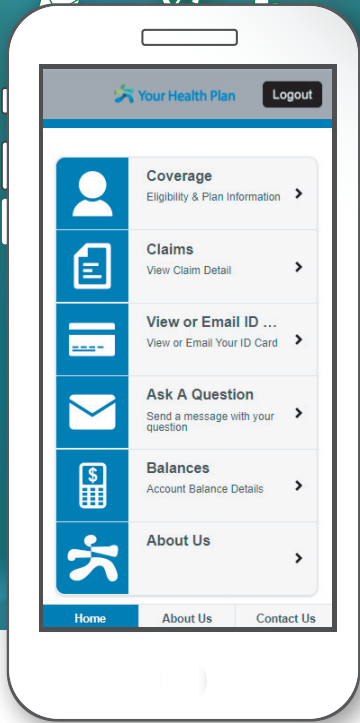 Your Health Plan
Logout
Coverage
Eligibility & Plan Information
Claims
View Claim Detail
View or Email ID ...
View or Email Your ID Card
Ask A Question
Send a message with your
question
Balances
Account Balance Details
About Us
Home
About Us
Contact Us